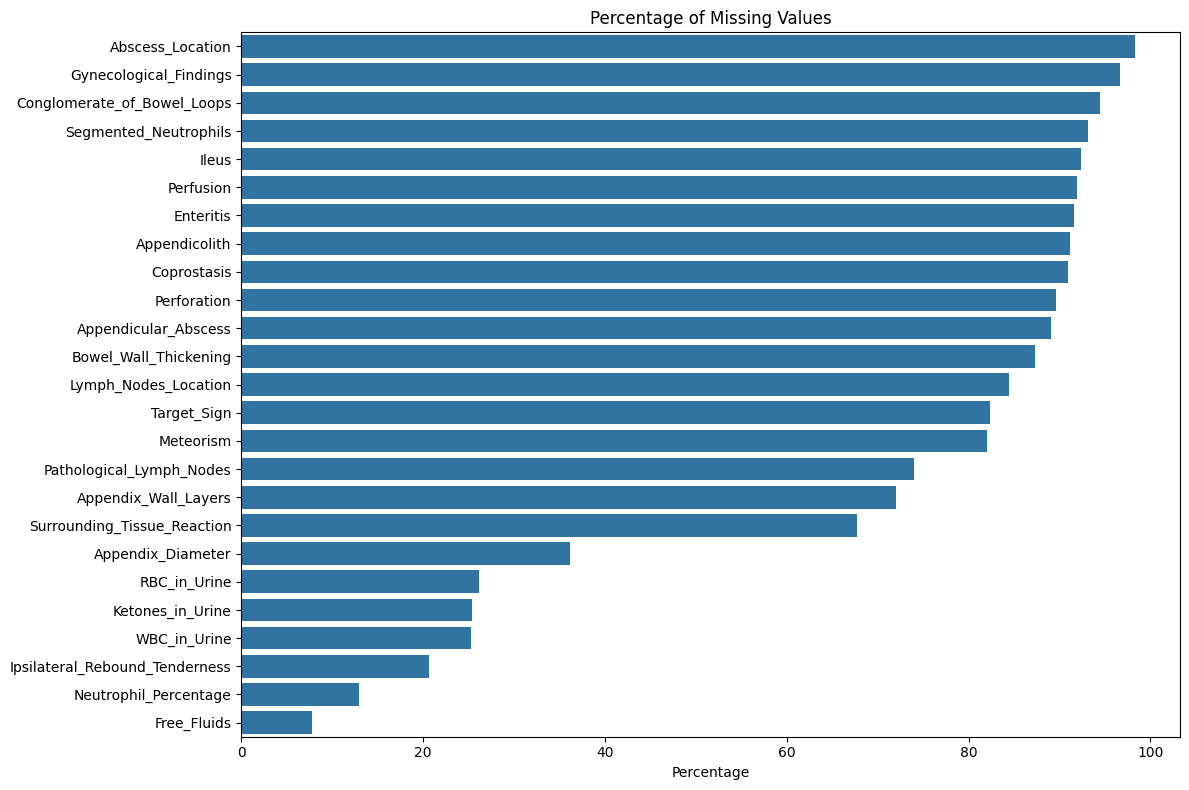 Percentage of Missing Values
Abscess_Location
Gynecological_Findings
Conglomerate_of_Bowel_Loops
Segmented_Neutrophils
Ileus
Perfusion
Enteritis
Appendicolith
Coprostasis
Perforation
Appendicular_Abscess
Bowel_Wall_Thickening
Lymph_Nodes_Location
Target_Sign
Meteorism
Pathological_Lymph_Nodes
Appendix_Wall_Layers
Surrounding_Tissue_Reaction
Appendix_Diameter
RBC_in_Urine
Ketones_in_Urine
WBC_in_Urine
Ipsilateral_Rebound_Tenderness
Neutrophil_Percentage
Free_Fluids
0 20 40 60 80 100
Percentage